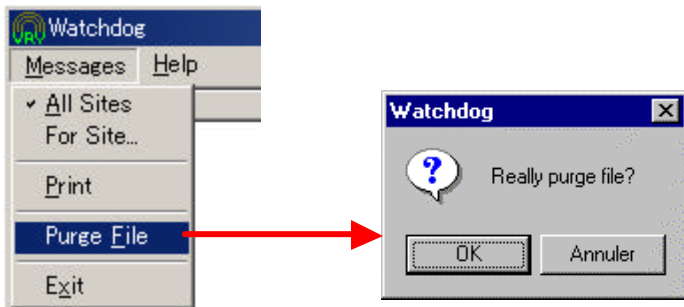 Watchdog
Messages Help
All Sites
For Site...
Print
Purge File
Exit
Watchdog
Really purge file?
OK Annuler